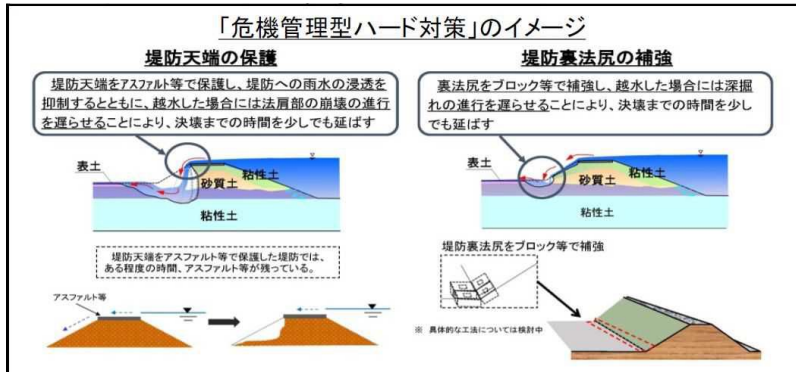 「危機管理型ハード対策」のイメージ
堤防天端の保護
堤防天端をアスファルト等で保護し、堤防への雨水の浸透を
抑制するとともに、越水した場合には法肩部の崩壊の進行
を遅らせることにより、決壊までの時間を少しでも延ばす
表土
砂質土
粘性土
粘性土
堤防天端をアスファルト等で保護した堤防では、
ある程度の時間、アスファルト等が残っている。
アスファルト等
堤防裏法尻の補強
裏法尻をブロック等で補強し、越水した場合には深掘
れの進行を遅らせることにより、決壊までの時間を少し
でも延ばす
表土
砂質土
粘性土
粘性土
堤防裏法尻をブロック等で補強
※ 具体的な工法については検討中